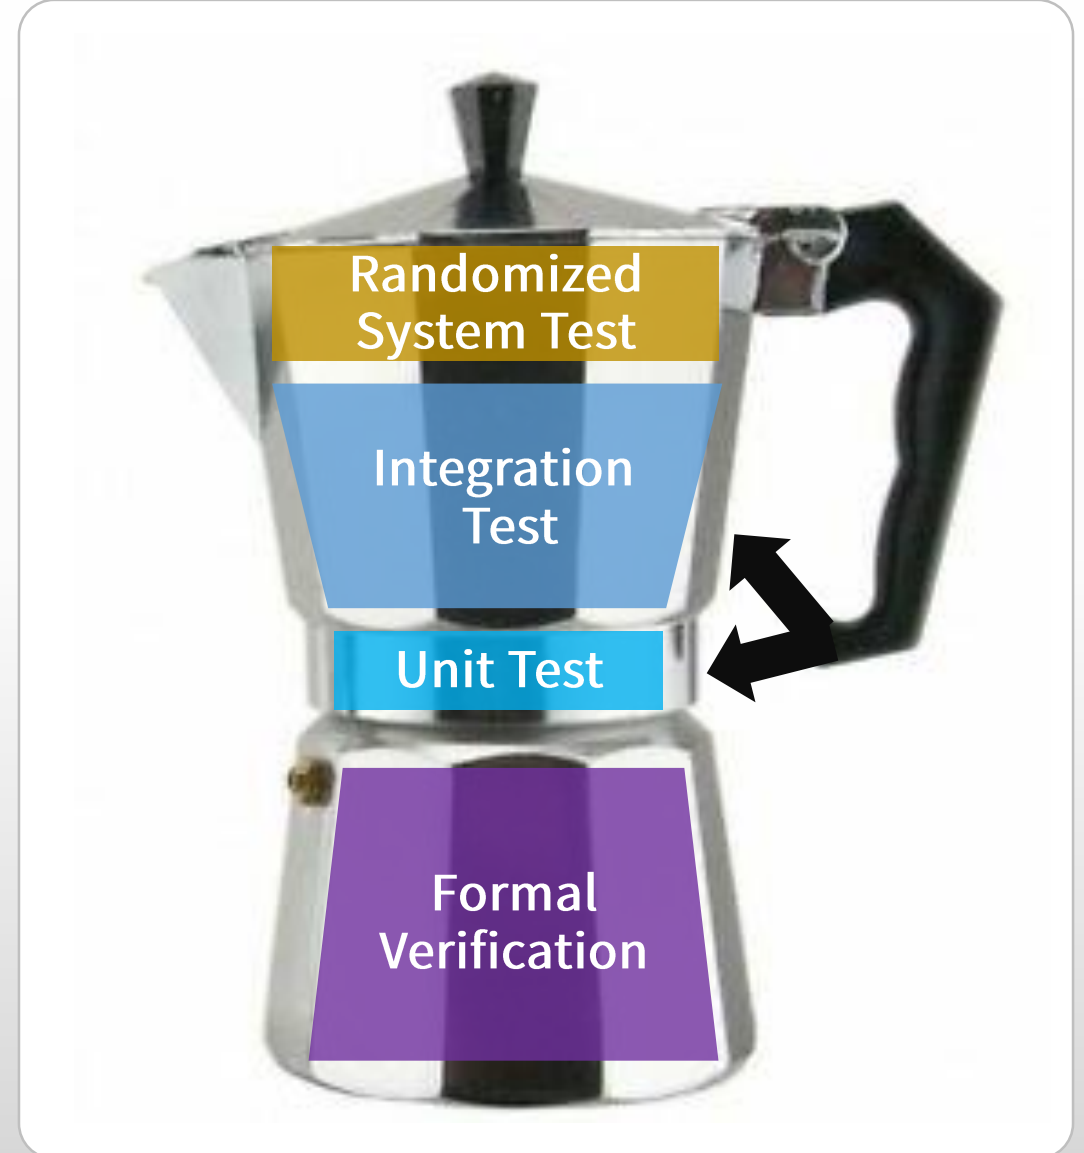 Randomized
System Test
Integration
Test
Unit Test
Formal
Verification